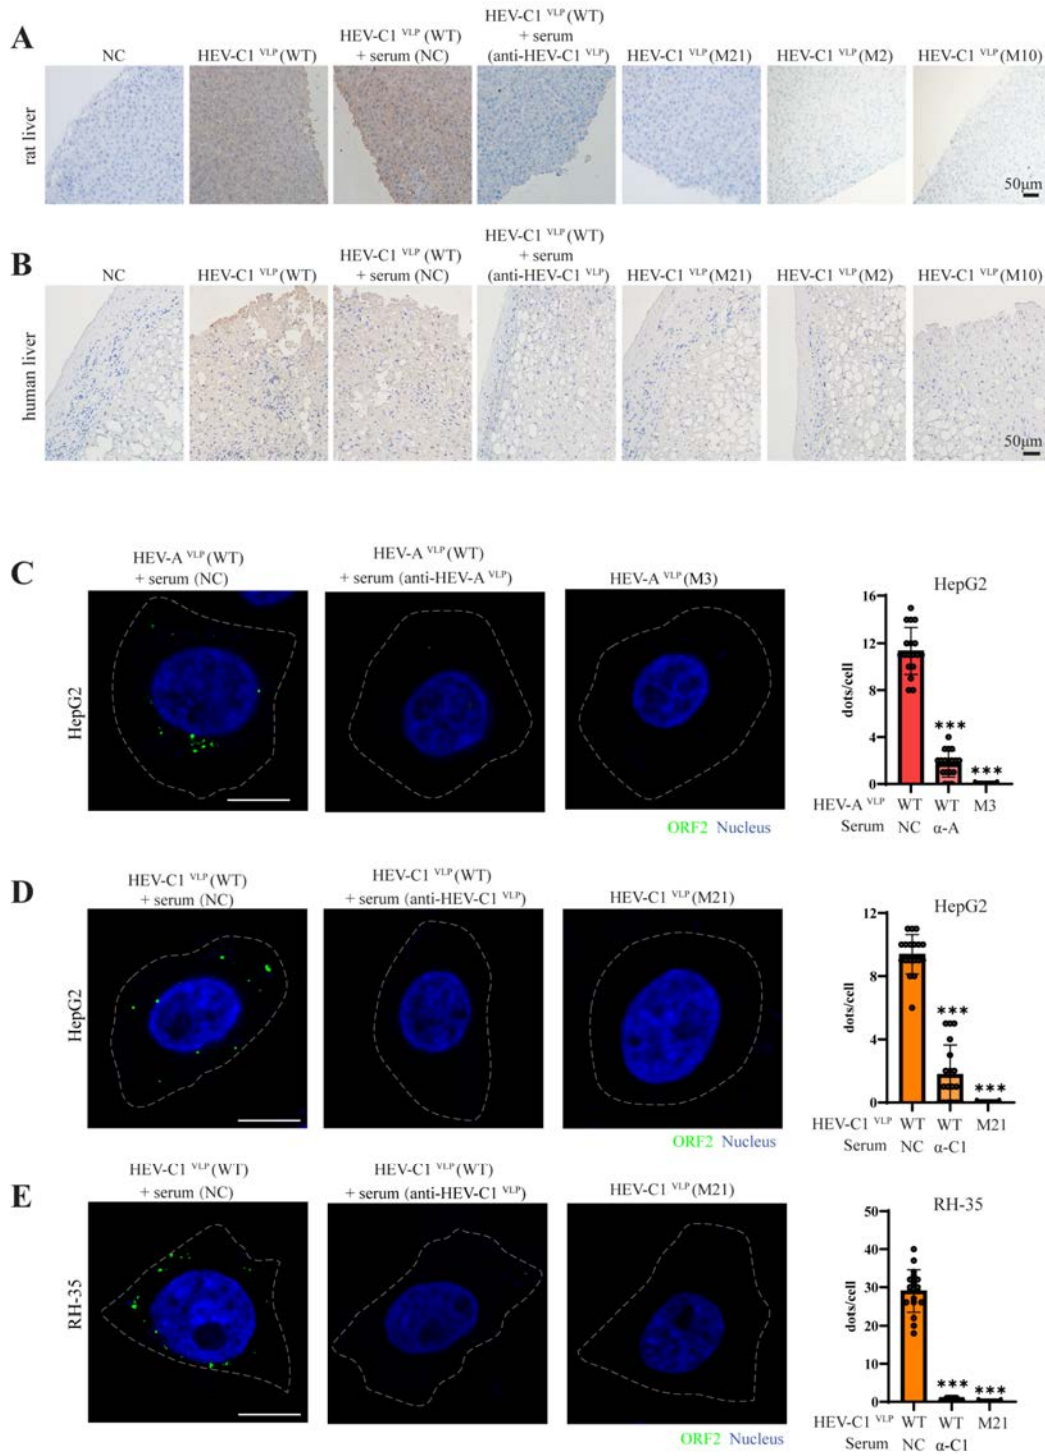 A
NC
HEV-C1 VLP (WT)
HEV-C1 VLP (WT)
+ serum (NC)
HEV-C1 VLP (WT)
+ serum
(anti-HEV-C1 VLP)
HEV-C1 VLP (M21)
HEV-C1 VLP (M2)
HEV-C1 VLP (M10)
rat liver
50μm
B
NC
HEV-C1 VLP (WT)
HEV-C1 VLP (WT)
+ serum (NC)
HEV-C1 VLP (WT)
+ serum
(anti-HEV-C1 VLP)
HEV-C1 VLP (M21)
HEV-C1 VLP (M2)
HEV-C1 VLP (M10)
human liver
50μm
C
HEV-A VLP (WT)
+ serum (NC)
HEV-A VLP (WT)
+ serum (anti-HEV-A VLP)
HEV-A VLP (M3)
HepG2
ORF2 Nucleus
HepG2
dots/cell
16
12
8
4
0
***
***
HEV-A VLP WT WT M3
Serum NC α-A
D
HEV-C1 VLP (WT)
+ serum (NC)
HEV-C1 VLP (WT)
+ serum (anti-HEV-C1 VLP)
HEV-C1 VLP (M21)
HepG2
ORF2 Nucleus
HepG2
dots/cell
12
8
4
0
***
***
HEV-C1 VLP WT WT M21
Serum NC α-C1
E
HEV-C1 VLP (WT)
+ serum (NC)
HEV-C1 VLP (WT)
+ serum (anti-HEV-C1 VLP)
HEV-C1 VLP (M21)
RH-35
ORF2 Nucleus
RH-35
dots/cell
50
40
30
20
10
0
***
***
HEV-C1 VLP WT WT M21
Serum NC α-C1